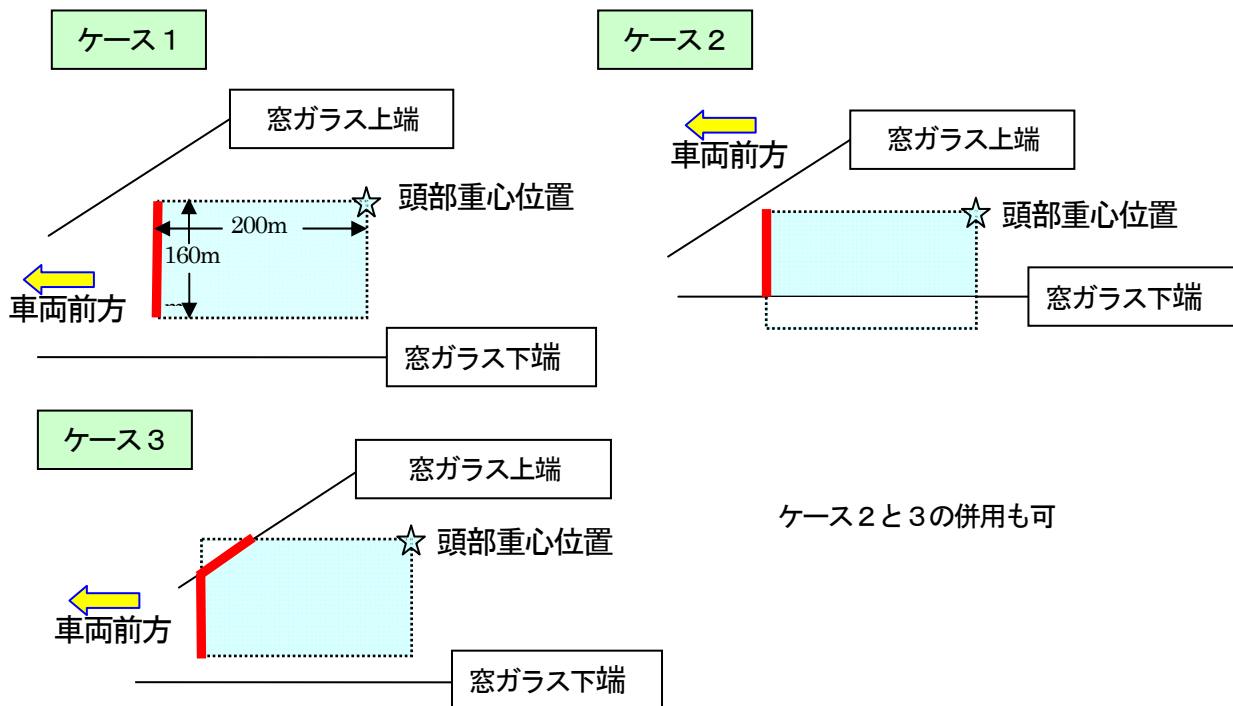 ケース１
窓ガラス上端
頭部重心位置
200m
160m
車両前方
窓ガラス下端
ケース２
車両前方
窓ガラス上端
頭部重心位置
窓ガラス下端
ケース３
窓ガラス上端
頭部重心位置
車両前方
窓ガラス下端
ケース２と３の併用も可